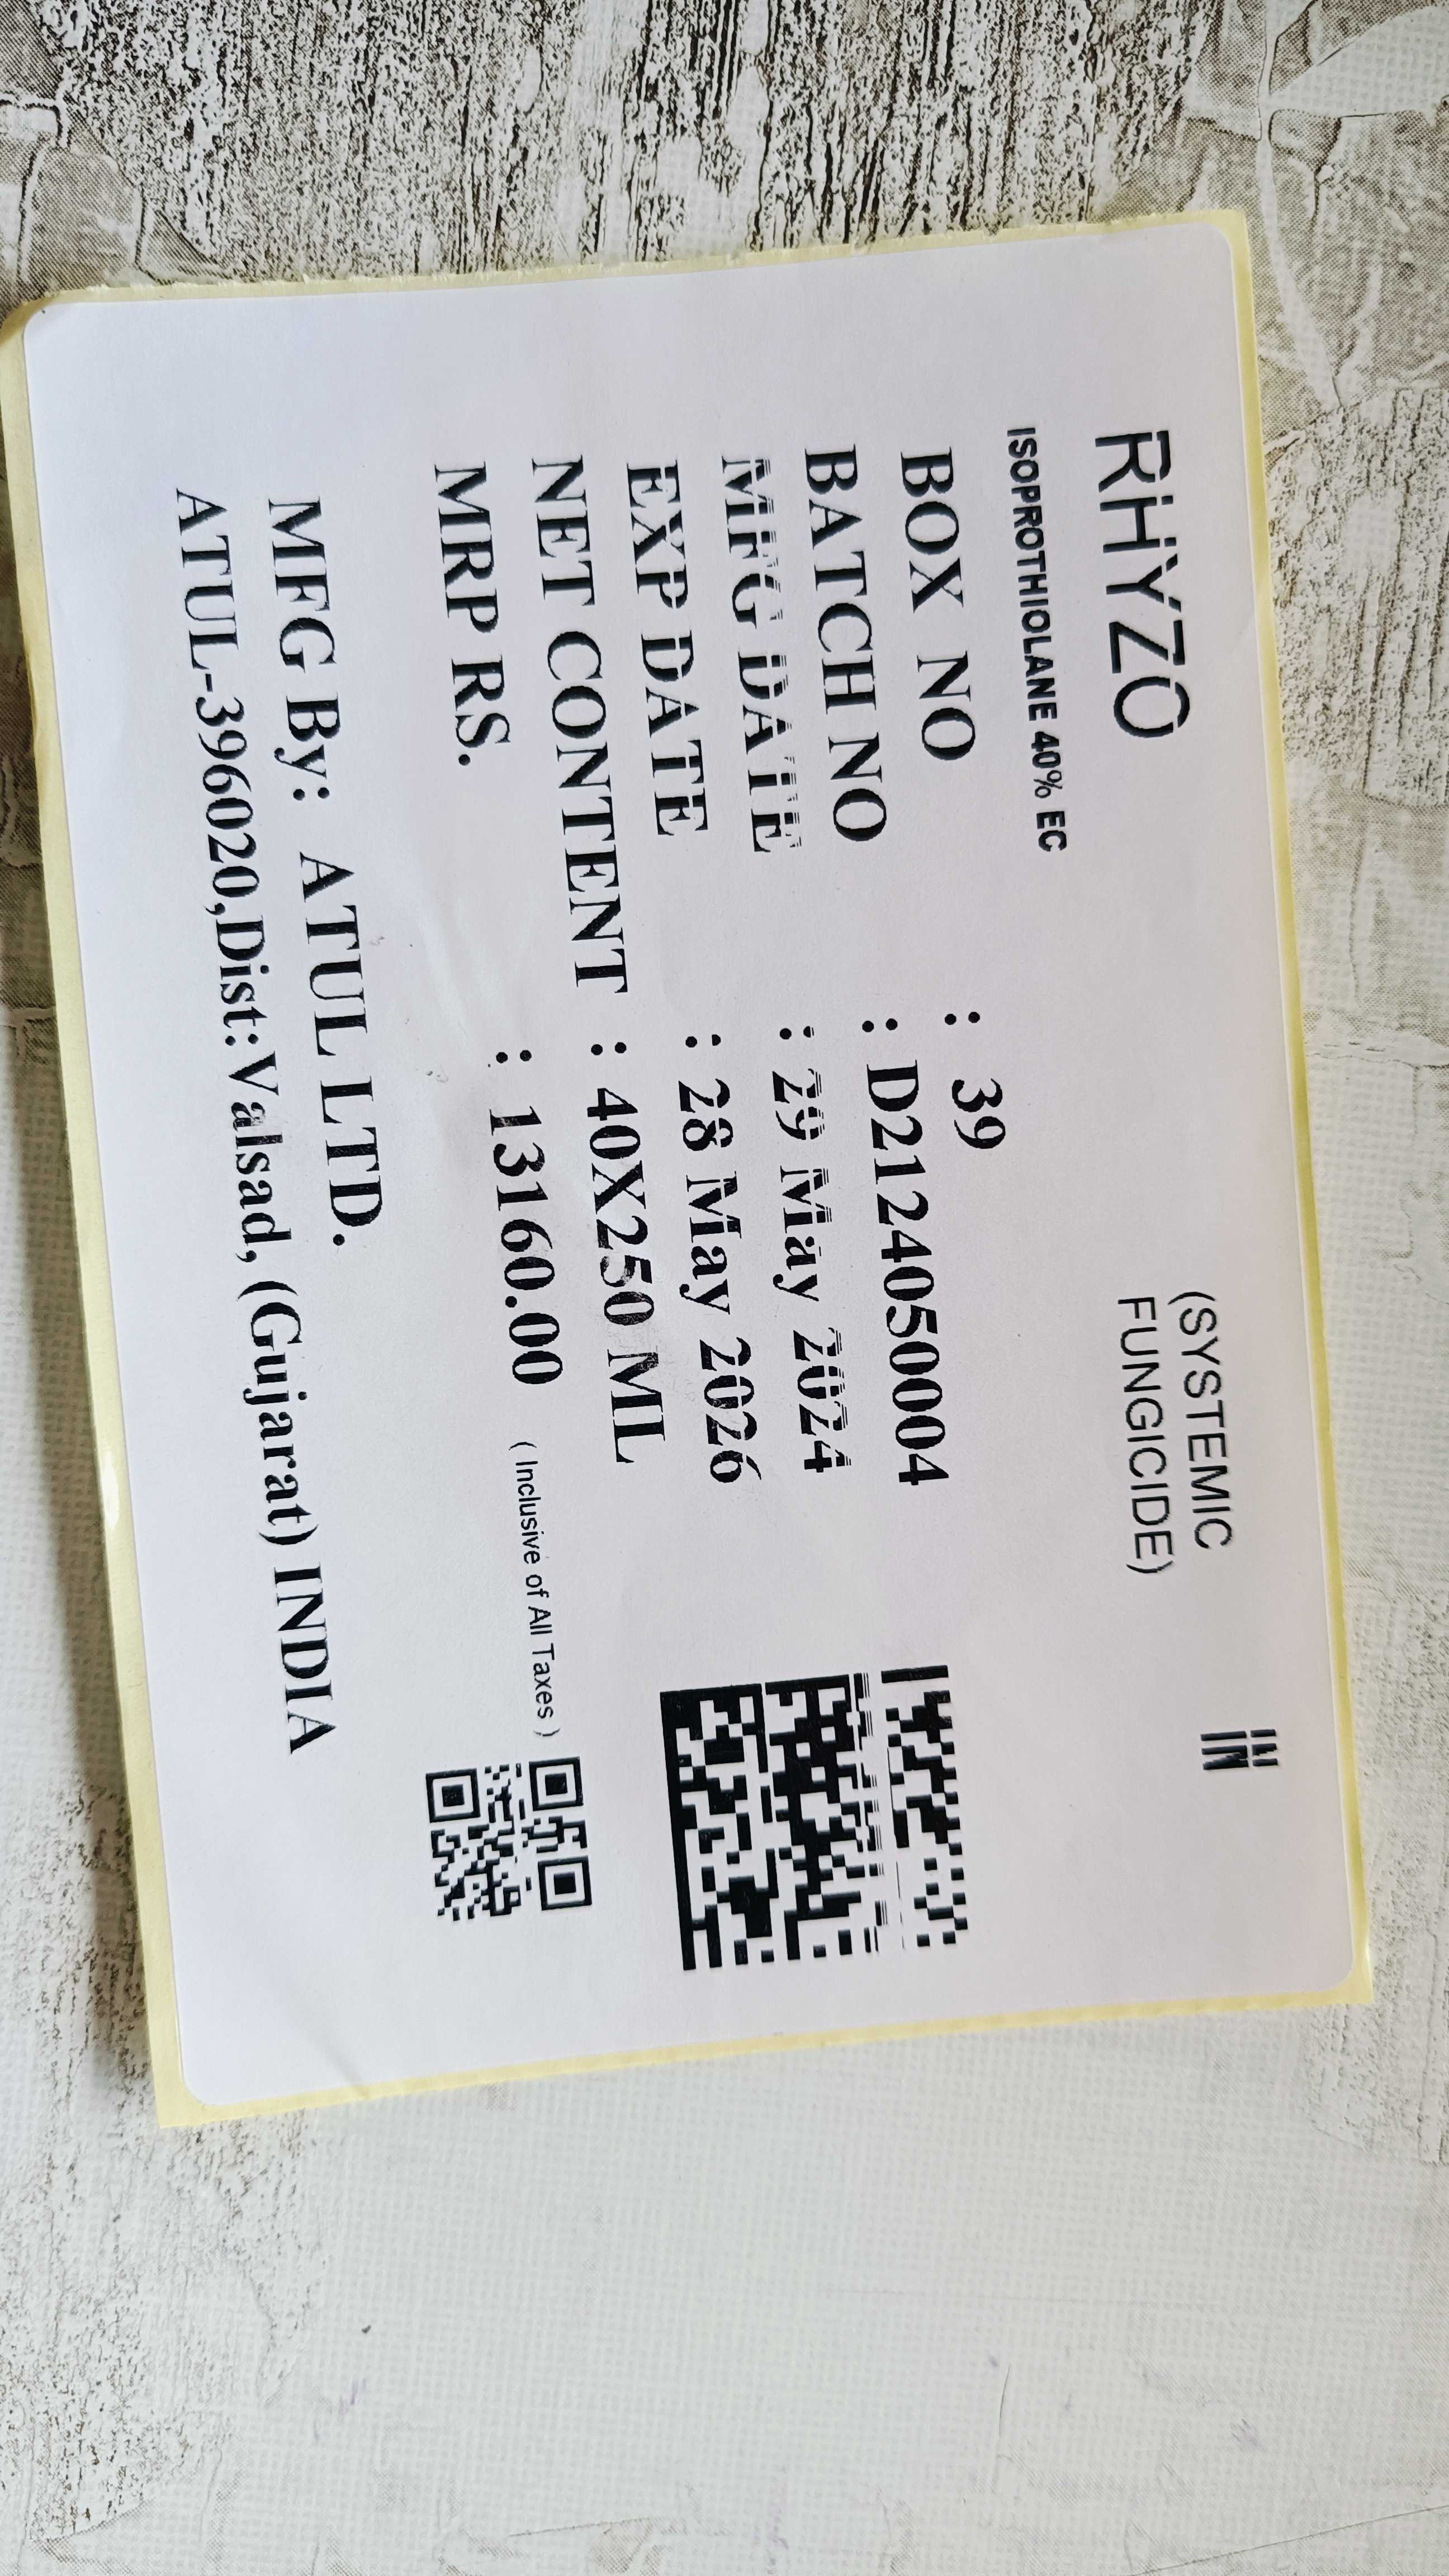 RHYZO
(SYSTEMIC
FUNGICIDE)
IN
ISOPROTHIOLANE 40% EC
BOX NO : 39
BATCH NO : D2124050004
MFG DATE : 29 May 2024
EXP DATE : 28 May 2026
NET CONTENT : 40X250 ML
MRP RS. : 13160.00 ( Inclusive of All Taxes )
MFG By: ATUL LTD.
ATUL-396020,Dist:Valsad, (Gujarat) INDIA